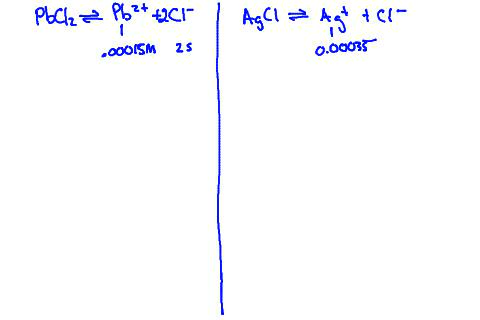 PbCl₂ ⇌ Pb²⁺ + 2Cl⁻
.00015M 2s
AgCl ⇌ Ag⁺ + Cl⁻
0.00035